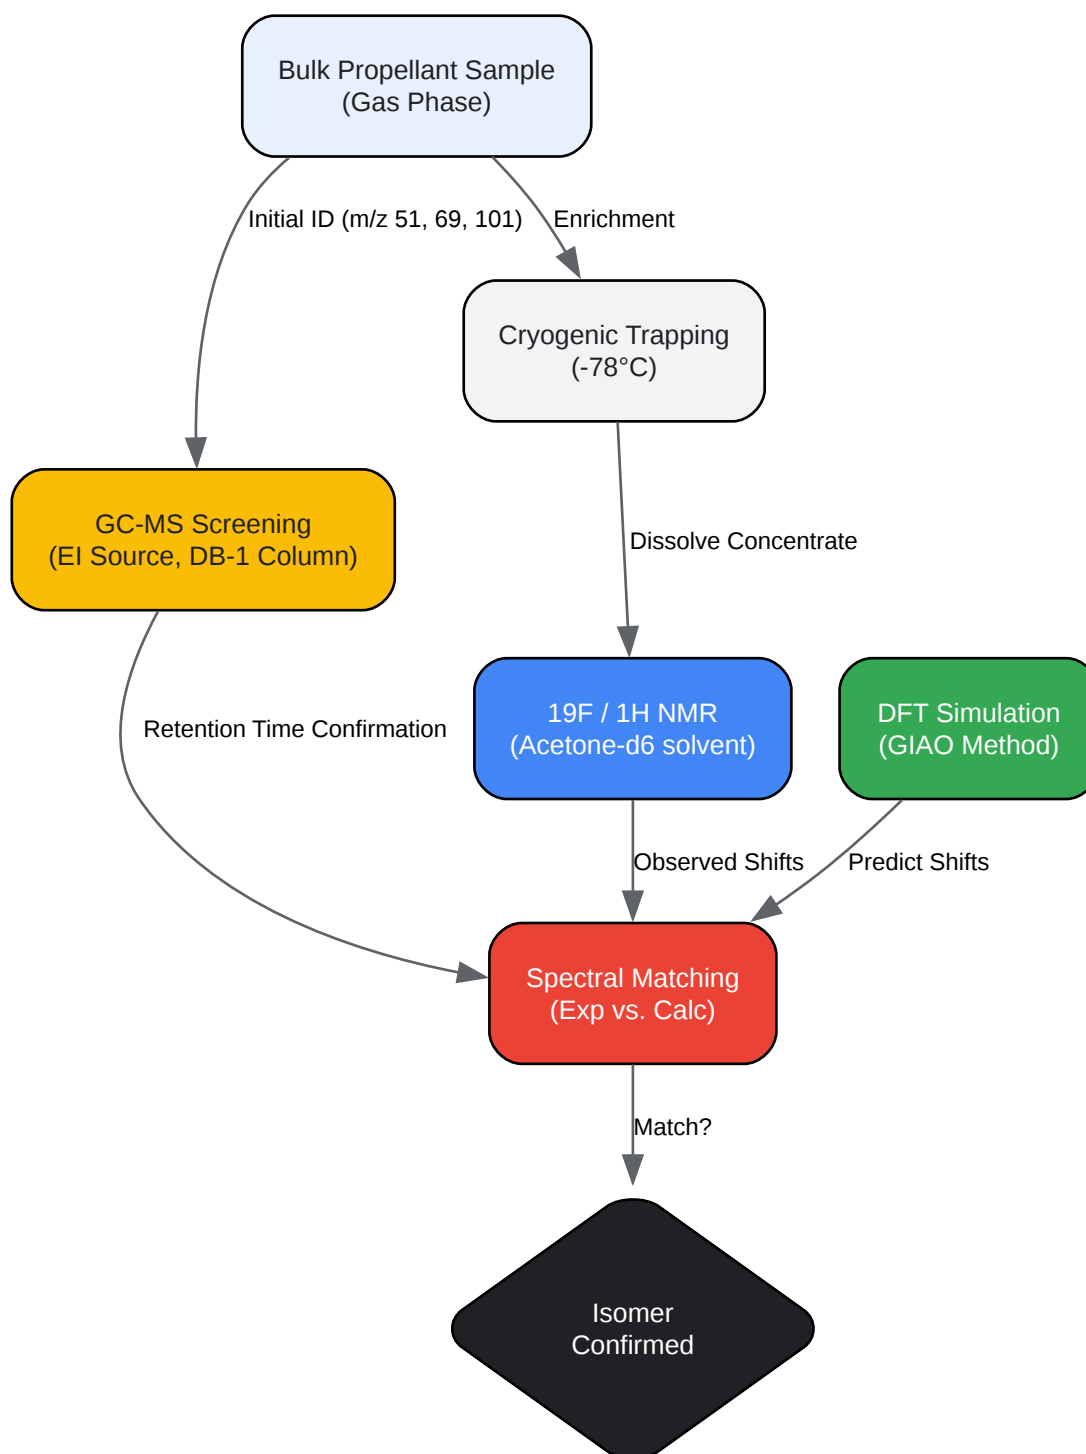 Bulk Propellant Sample
(Gas Phase)
Initial ID (m/z 51, 69, 101)
Enrichment
Cryogenic Trapping
(-78°C)
GC-MS Screening
(EI Source, DB-1 Column)
Dissolve Concentrate
19F / 1H NMR
(Acetone-d6 solvent)
DFT Simulation
(GIAO Method)
Retention Time Confirmation
Observed Shifts
Predict Shifts
Spectral Matching
(Exp vs. Calc)
Match?
Isomer
Confirmed